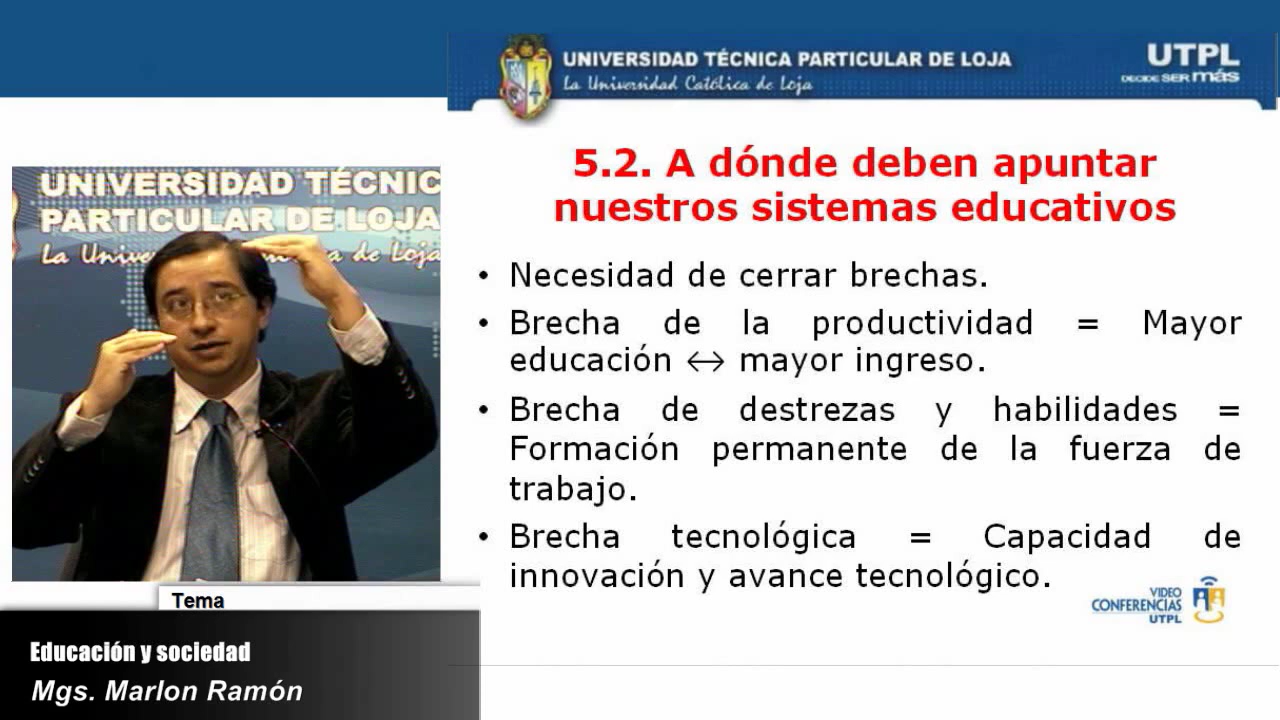 UNIVERSIDAD TÉCNICA PARTICULAR DE LOJA
La Universidad Católica de Loja
UTPL
DECIDE SER más
UNIVERSIDAD TÉCNIC
PARTICULAR DE LOJA
La Univer a de Loja
5.2. A dónde deben apuntar
nuestros sistemas educativos
• Necesidad de cerrar brechas.
• Brecha de la productividad = Mayor
educación ↔ mayor ingreso.
• Brecha de destrezas y habilidades =
Formación permanente de la fuerza de
trabajo.
• Brecha tecnológica = Capacidad de
innovación y avance tecnológico.
VIDEO
CONFERENCIAS
UTPL
Tema
Educación y sociedad
Mgs. Marlon Ramón